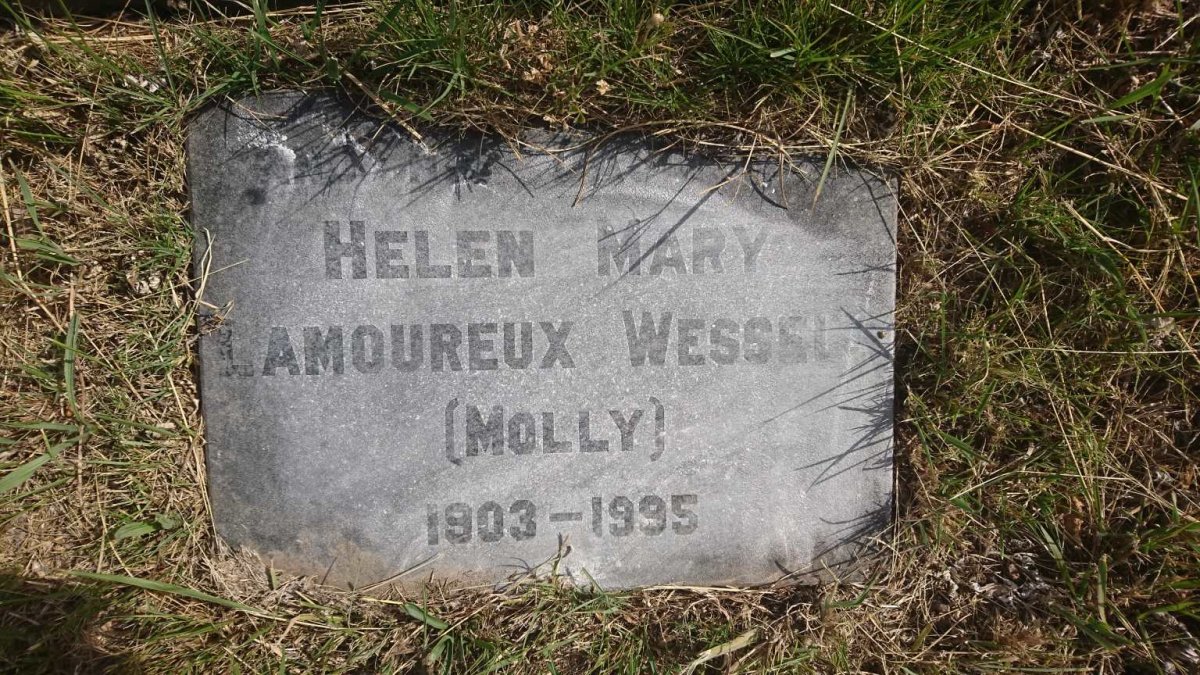 HELEN MARY
LAMOUREUX WESSEL
(MOLLY)
1903-1995